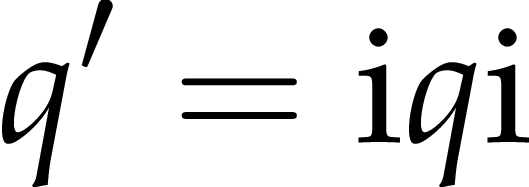 q′ = iqi